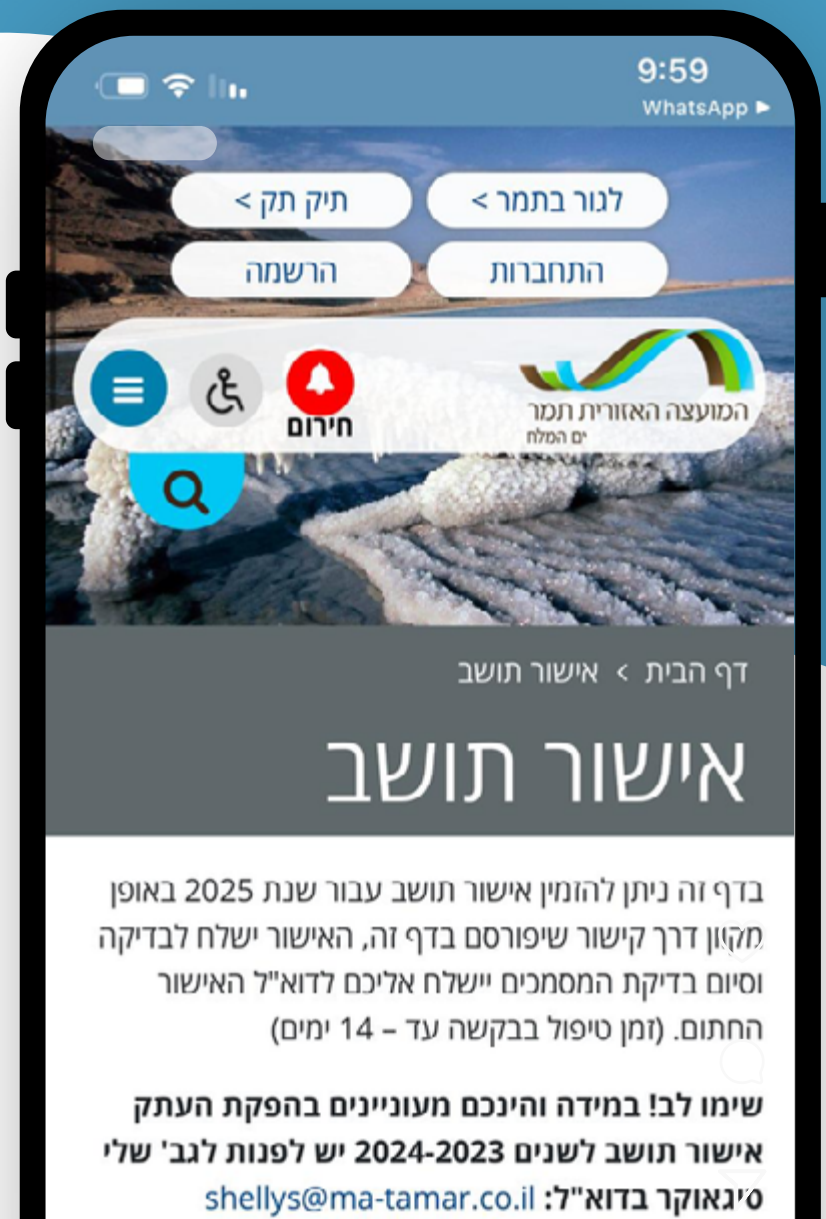 9:59
WhatsApp ▶
לגור בתמר >
תיק תק >
התחברות
הרשמה
המועצה האזורית תמר
ים המלח
חירום
דף הבית > אישור תושב
אישור תושב
בדף זה ניתן להזמין אישור תושב עבור שנת 2025 באופן
מקוון דרך קישור שיפורסם בדף זה, האישור ישלח לבדיקה
וסיום בדיקת המסמכים יישלח אליכם לדוא"ל האישור
החתום. (זמן טיפול בבקשה עד – 14 ימים)
שימו לב! במידה והינכם מעוניינים בהפקת העתק
אישור תושב לשנים 2024-2023 יש לפנות לגב' שלי
סינגאוקר בדוא"ל: shellys@ma-tamar.co.il